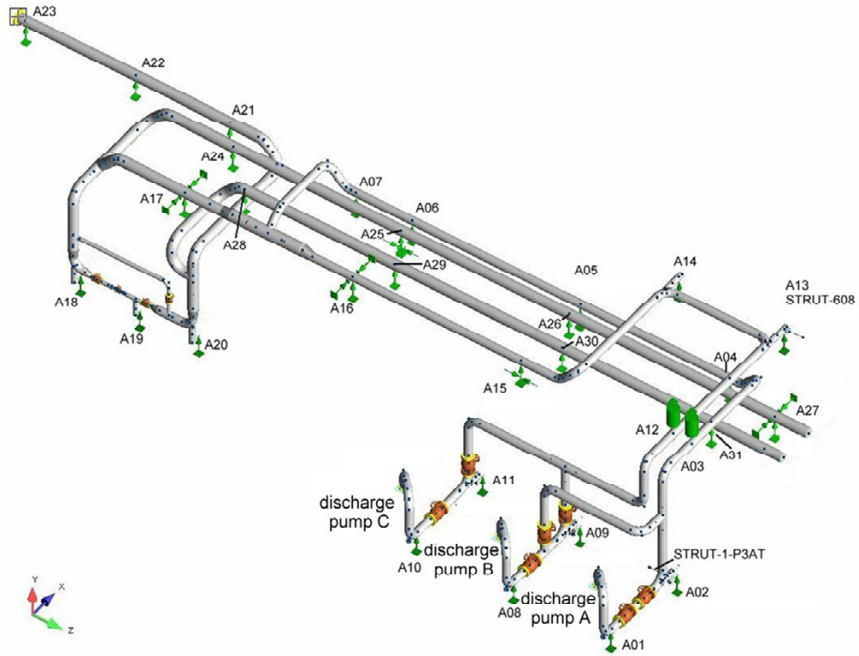 A23
A22
A21
A24
A17
A07
A28
A06
A25
A29
A05
A14
A13
STRUT-608
A18
A16
A26
A19
A20
A30
A04
A15
A27
A12
A03
A31
A11
discharge
pump C
A10
discharge
pump B
A09
STRUT-1-P3AT
A08
discharge
pump A
A02
A01
Y
X
Z